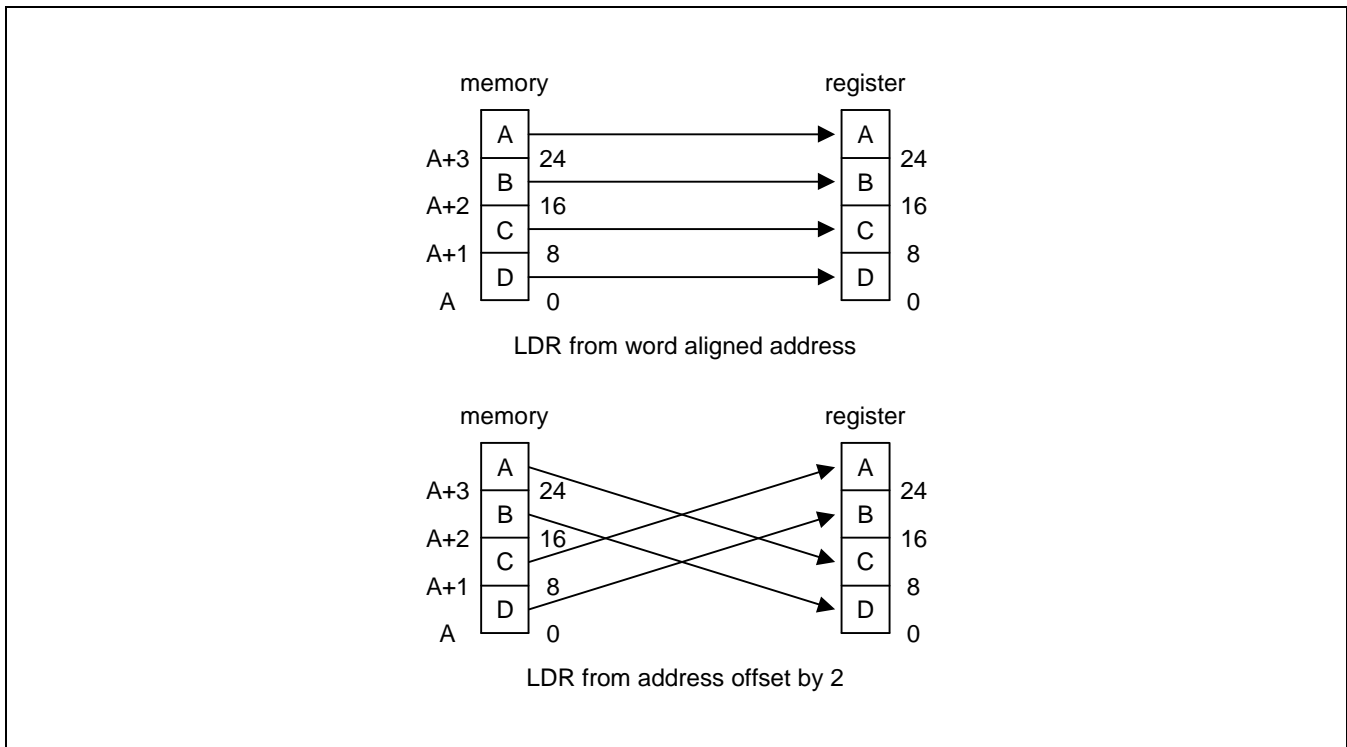 memory register
A A
A+3 24 24
B B
A+2 16 16
C C
A+1 8 8
D D
A 0 0
LDR from word aligned address
memory register
A A
A+3 24 24
B B
A+2 16 16
C C
A+1 8 8
D D
A 0 0
LDR from address offset by 2